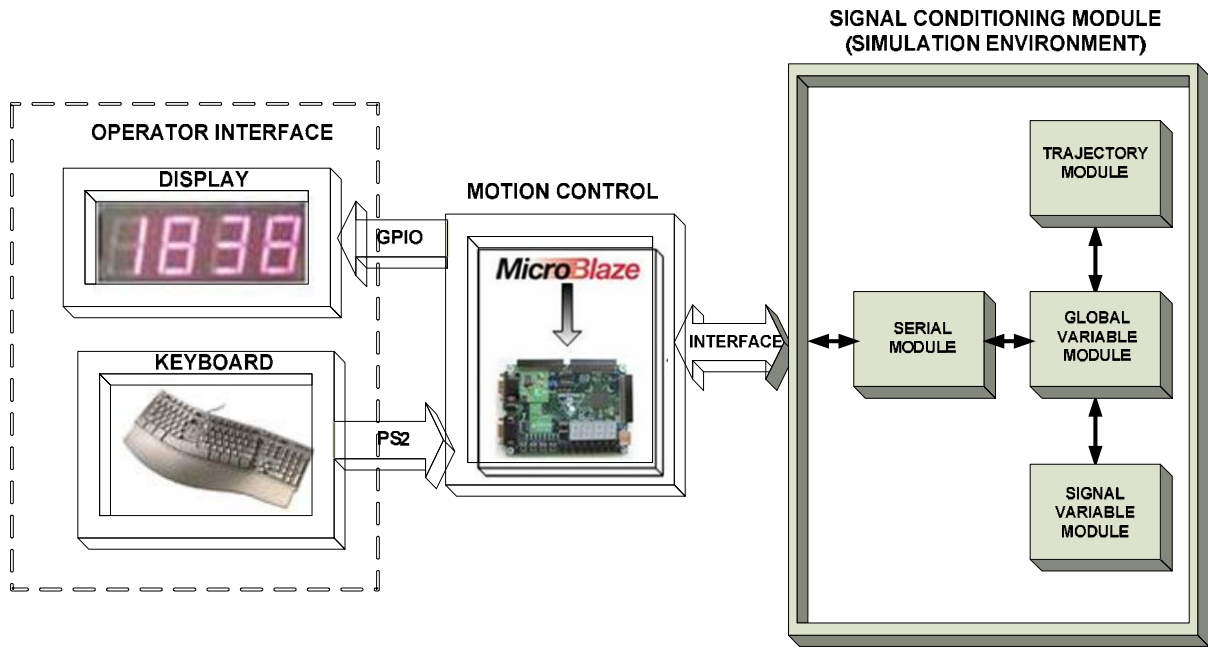 SIGNAL CONDITIONING MODULE
(SIMULATION ENVIRONMENT)
OPERATOR INTERFACE
DISPLAY
1838
GPIO
KEYBOARD
PS2
MOTION CONTROL
MicroBlaze
INTERFACE
SERIAL
MODULE
TRAJECTORY
MODULE
GLOBAL
VARIABLE
MODULE
SIGNAL
VARIABLE
MODULE